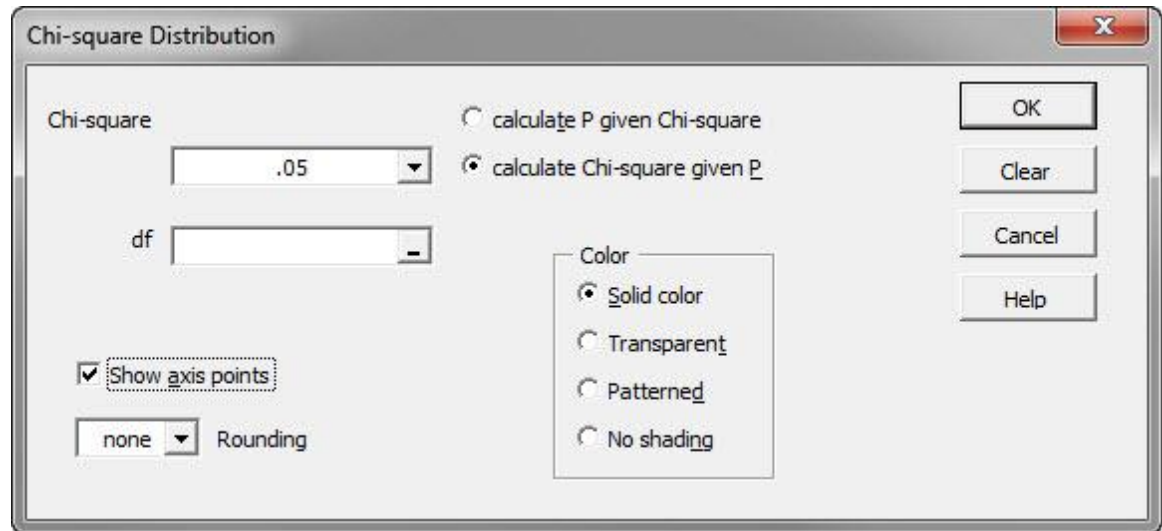 Chi-square Distribution
X
Chi-square
calculate P given Chi-square
OK
.05
calculate Chi-square given P
Clear
df
Color
Cancel
Solid color
Help
Transparent
Show axis points
Patterned
none
Rounding
No shading